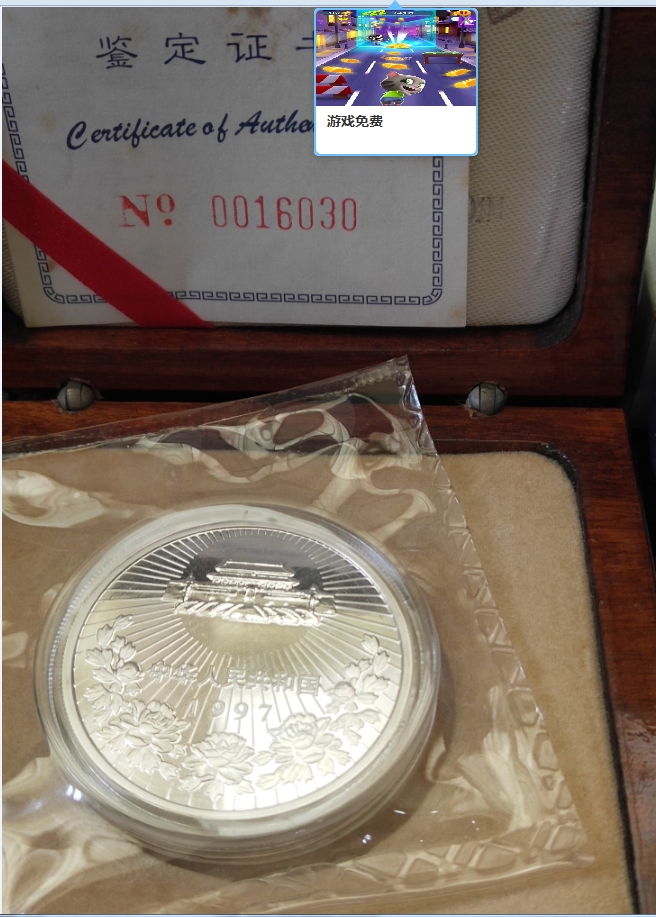 鉴定证
Certificate of Authe
游戏免费
Nº 0016030
中华人民共和国
1997